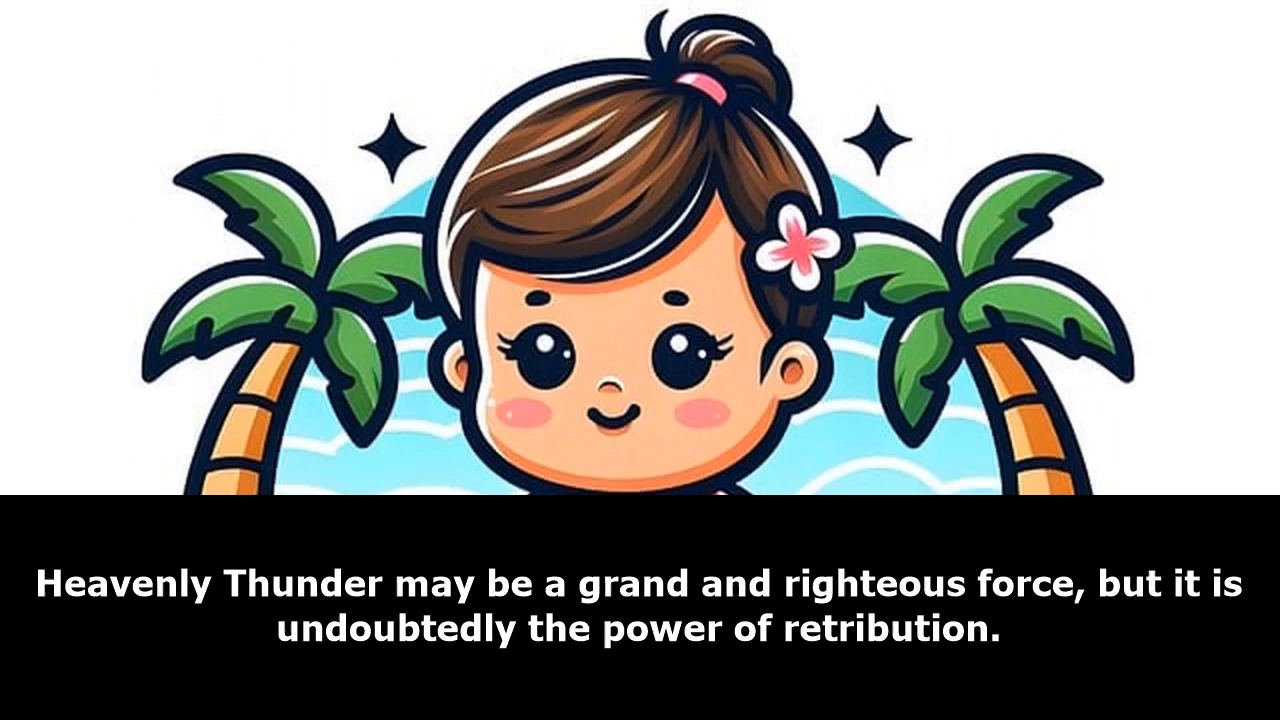 Heavenly Thunder may be a grand and righteous force, but it is
undoubtedly the power of retribution.